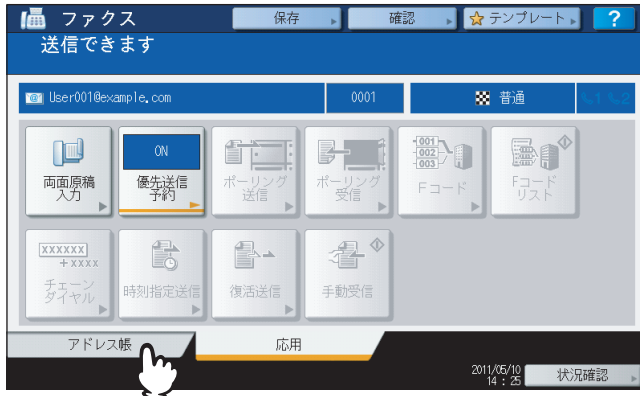 ファクス
保存
確認
テンプレート
?
送信できます
User001@example.com
0001
普通
1 2
両面原稿
入力
ON
優先送信
予約
ポーリング
送信
ポーリング
受信
001
002
003
Fコード
Fコード
リスト
XXXXXX
+XXXX
チェーン
ダイヤル
時刻指定送信
復活送信
手動受信
アドレス帳
応用
2011/05/10
14 : 25
状況確認